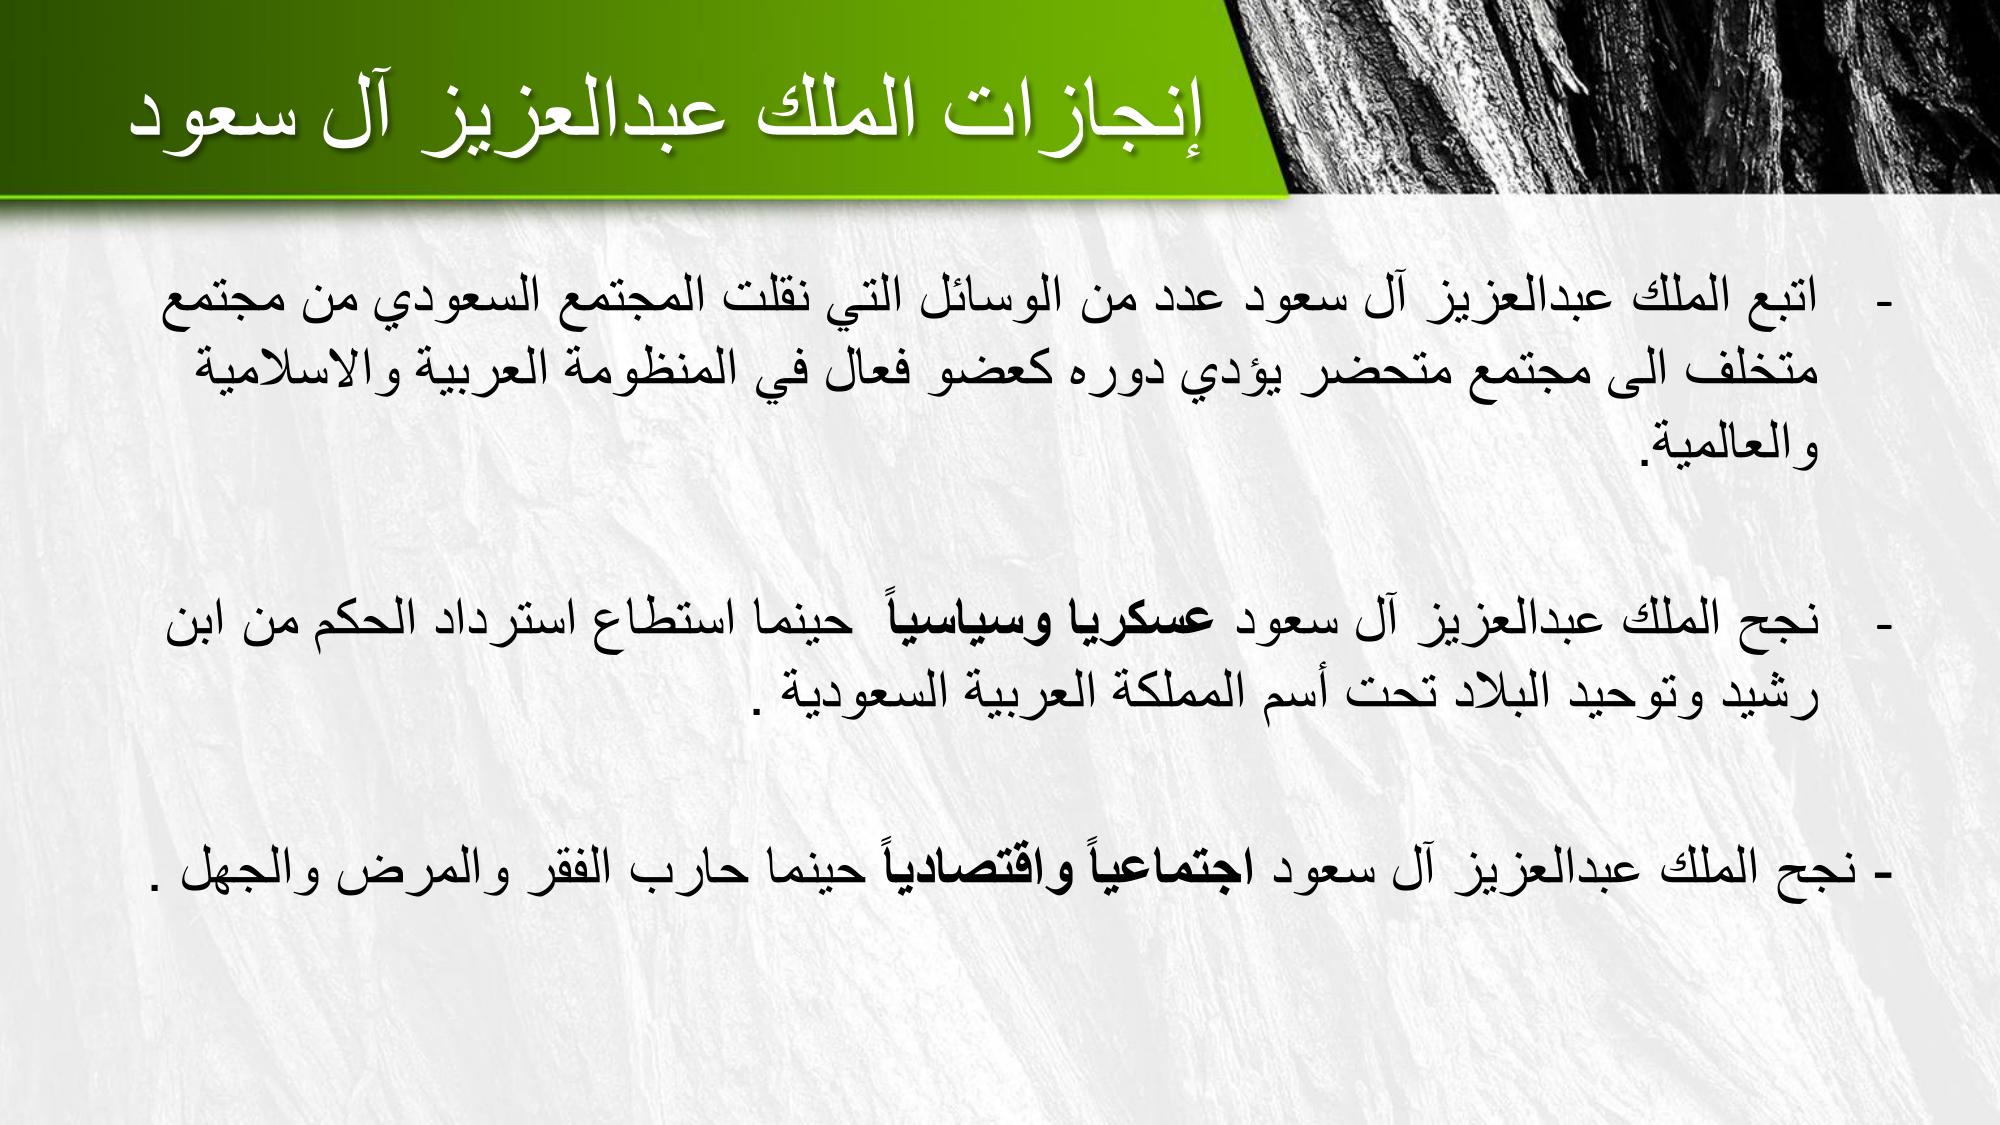 إنجازات الملك عبدالعزيز آل سعود
- اتبع الملك عبدالعزيز آل سعود عدد من الوسائل التي نقلت المجتمع السعودي من مجتمع
متخلف الى مجتمع متحضر يؤدي دوره كعضو فعال في المنظومة العربية والاسلامية
والعالمية.
- نجح الملك عبدالعزيز آل سعود عسكريا وسياسياً حينما استطاع استرداد الحكم من ابن
رشيد وتوحيد البلاد تحت أسم المملكة العربية السعودية .
- نجح الملك عبدالعزيز آل سعود اجتماعياً واقتصادياً حينما حارب الفقر والمرض والجهل .